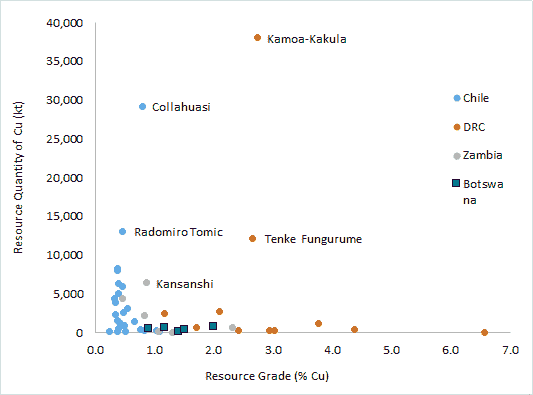 40,000
35,000
30,000
25,000
20,000
15,000
10,000
5,000
0
Resource Quantity of Cu (kt)
Kamoa-Kakula
Collahuasi
Radomiro Tomic
Tenke Fungurume
Kansanshi
Chile
DRC
Zambia
Botswa
na
0.0 1.0 2.0 3.0 4.0 5.0 6.0 7.0
Resource Grade (% Cu)